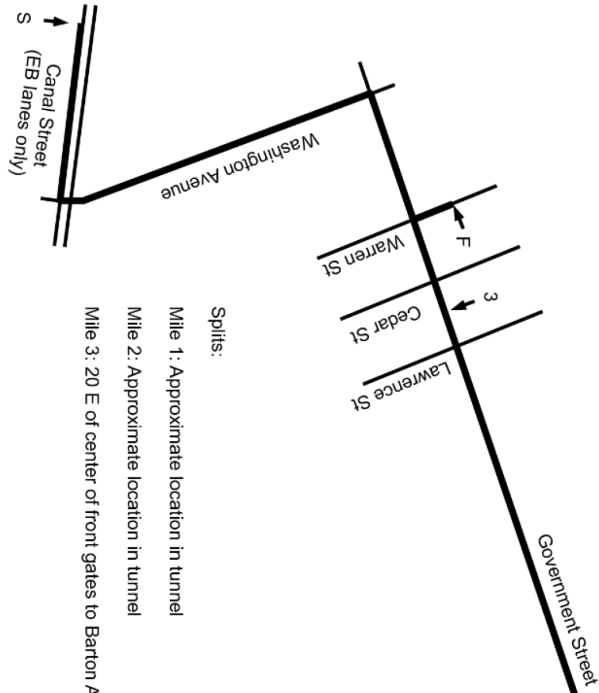 S
Canal Street
(EB lanes only)
Washington Avenue
Warren St
F
Cedar St
3
Lawrence St
Government Street
Splits:
Mile 1: Approximate location in tunnel
Mile 2: Approximate location in tunnel
Mile 3: 20 E of center of front gates to Barton A